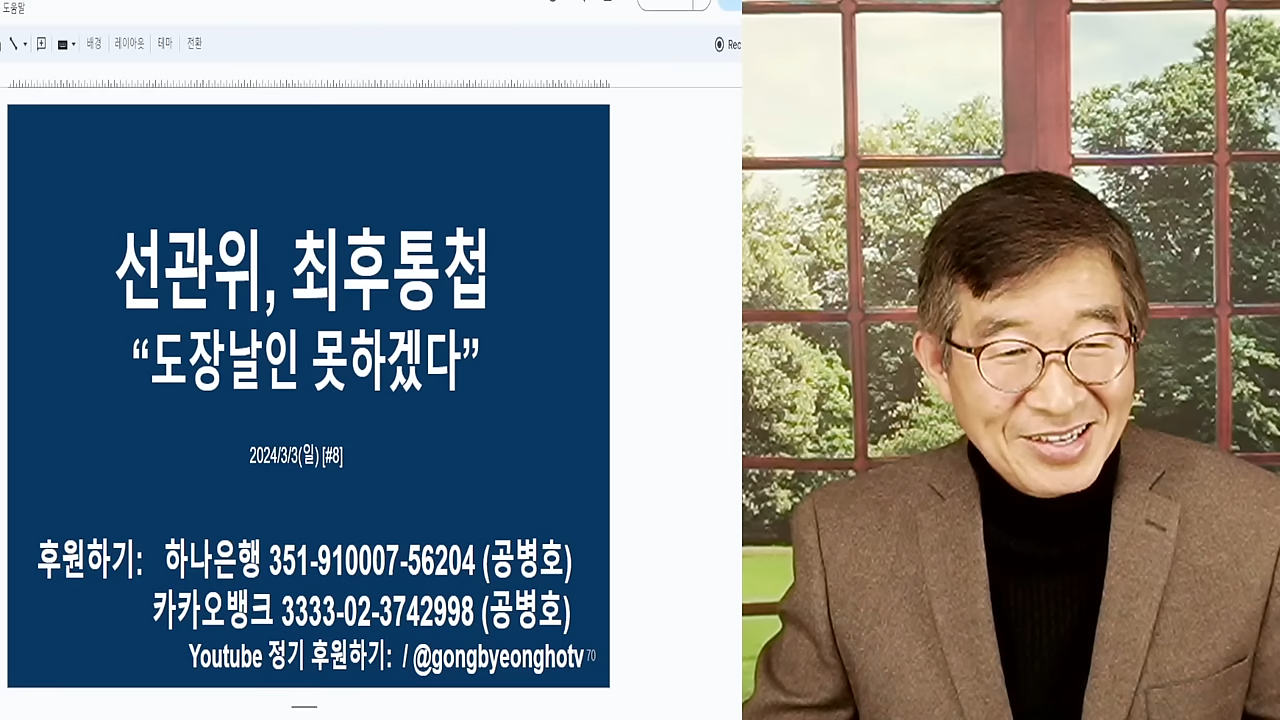 도움말
배경 레이아웃 테마 전환
Rec
선관위, 최후통첩
“도장날인 못하겠다”
2024/3/3(일) [#8]
후원하기: 하나은행 351-910007-56204 (공병호)
카카오뱅크 3333-02-3742998 (공병호)
Youtube 정기 후원하기: / @gongbyeonghotv
70